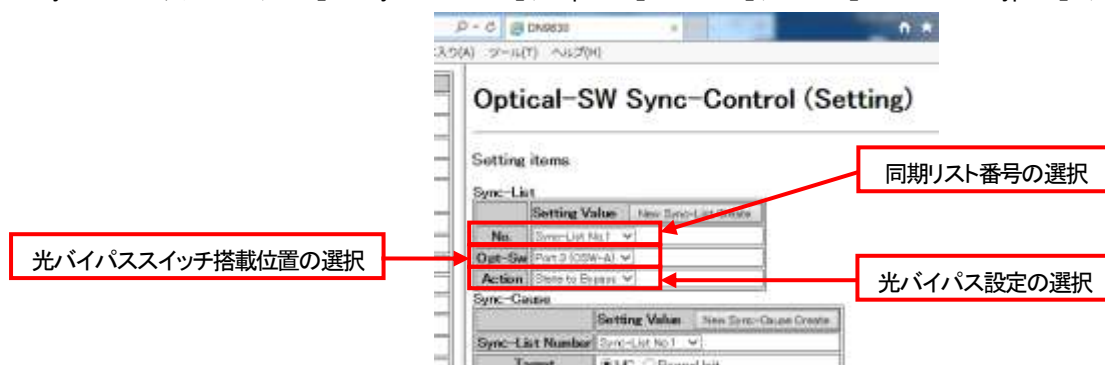 DN9830
ツール(T) ヘルプ(H)
Optical-SW Sync-Control (Setting)
Setting items
同期リスト番号の選択
Sync-List
Setting Value New Sync-List Create
No. Sync-List No.1
光バイパススイッチ搭載位置の選択
Opt-Sw Port 3 (OSW-A)
Action State to Bypass
光バイパス設定の選択
Sync-Cause
Setting Value New Sync-Cause Create
Sync-List Number Sync-List No.1
Target MC